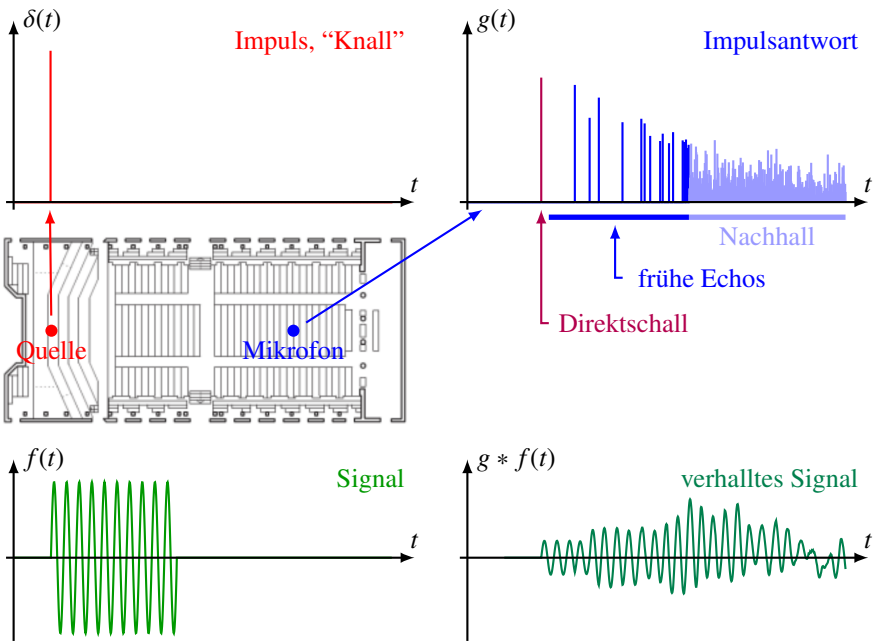 δ(t)
Impuls, “Knall”
t
g(t)
Impulsantwort
t
Nachhall
frühe Echos
Direktschall
Quelle
Mikrofon
f(t)
Signal
t
g ∗ f(t)
verhalltes Signal
t